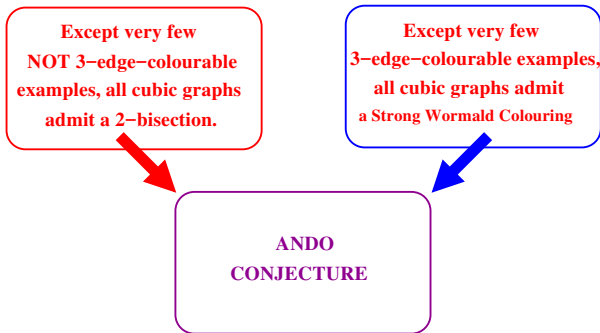 Except very few
NOT 3−edge−colourable
examples, all cubic graphs
admit a 2−bisection.
Except very few
3−edge−colourable examples,
all cubic graphs admit
a Strong Wormald Colouring
ANDO
CONJECTURE